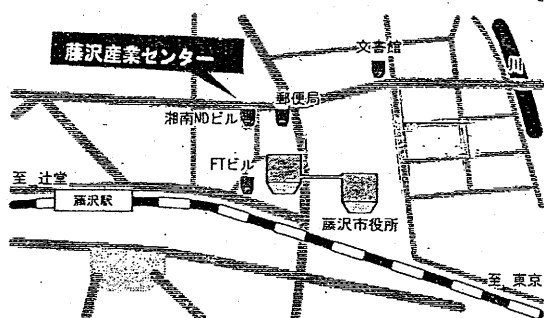 文書館
藤沢産業センター
川
郵便局
湘南NDビル
FTビル
至 辻堂
藤沢駅
藤沢市役所
至 東京